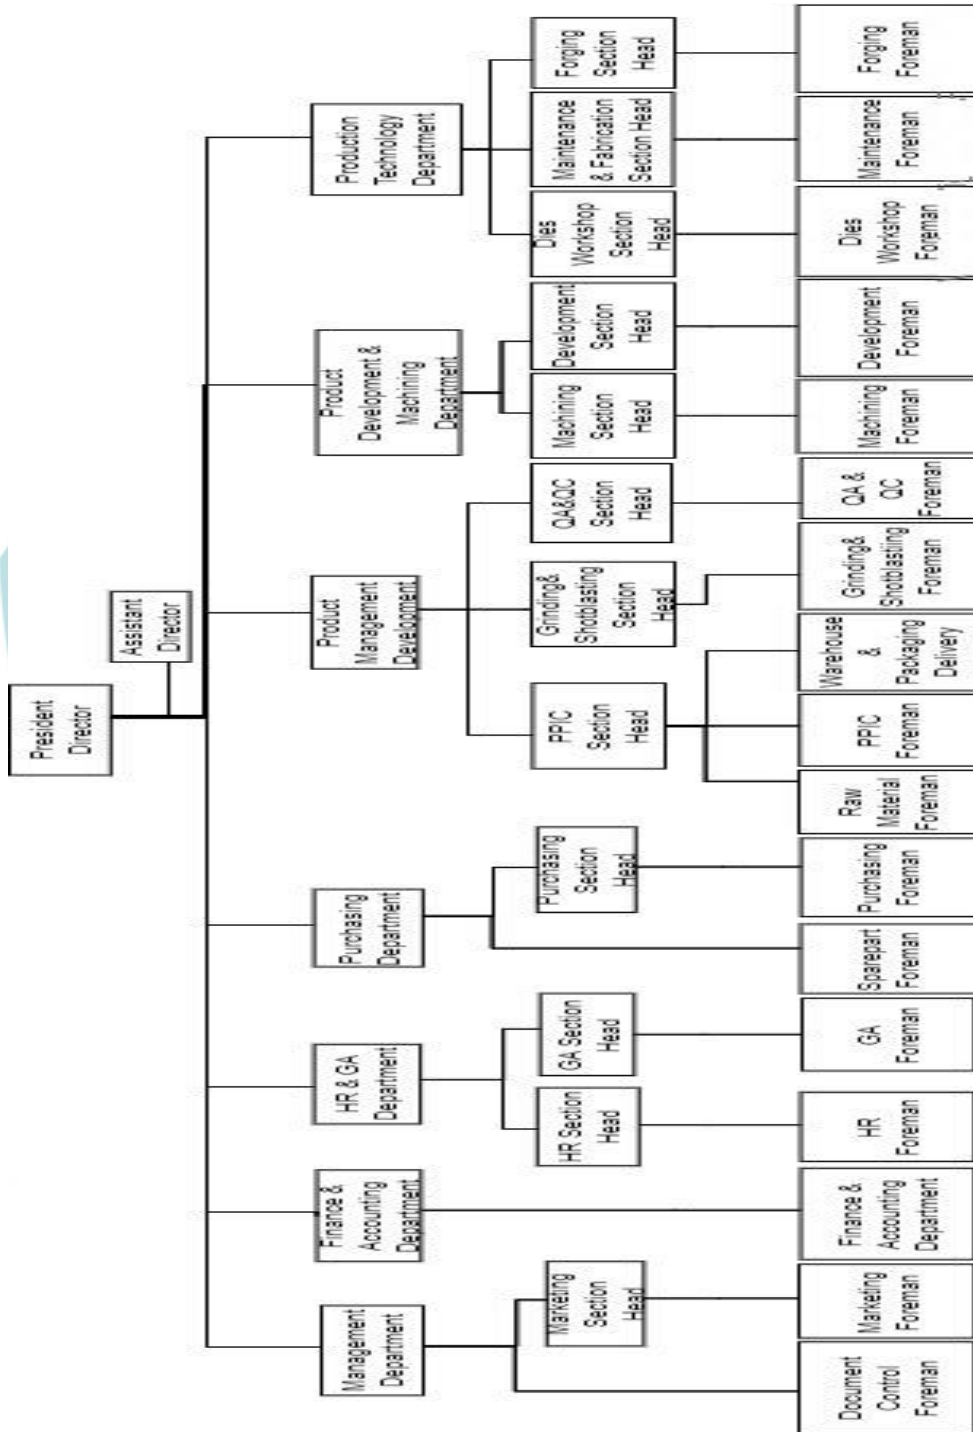 President
Director
Assistant
Director
Management
Department
Finance &
Accounting
Department
HR & GA
Department
Purchasing
Department
Product
Management
Development
Product
Development &
Machining
Department
Production
Technology
Department
Marketing
Section
Head
HR Section
Head
GA Section
Head
Purchasing
Section
Head
PPIC
Section
Head
Grinding&
Shotblasting
Section
Head
QA&QC
Section
Head
Machining
Section
Head
Development
Section
Head
Dies
Workshop
Section
Head
Maintenance
& Fabrication
Section Head
Forging
Section
Head
Document
Control
Foreman
Marketing
Foreman
Finance &
Accounting
Department
HR
Foreman
GA
Foreman
Sparepart
Foreman
Purchasing
Foreman
Raw
Material
Foreman
PPIC
Foreman
Warehouse
&
Packaging
Delivery
Grinding&
Shotblastiing
Foreman
QA &
QC
Foreman
Machining
Foreman
Development
Foreman
Dies
Workshop
Foreman
Maintenance
Foreman
Forging
Foreman